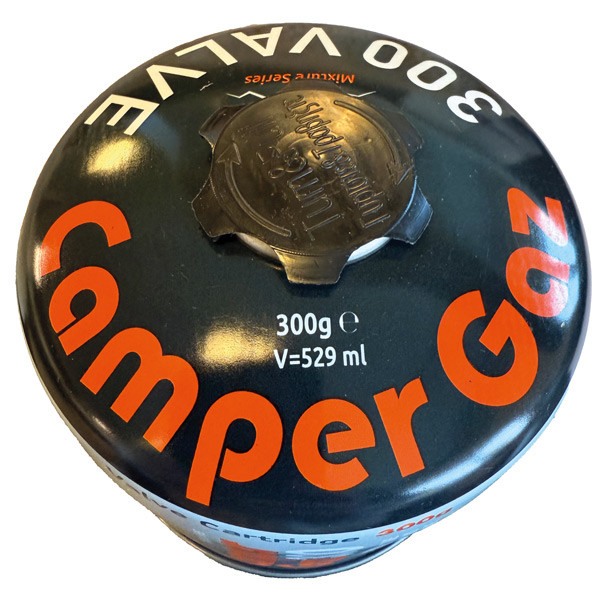 300 VALVE
Mixture Series
300g ℮
V=529 ml
Camper Gaz
Cartridge 300g